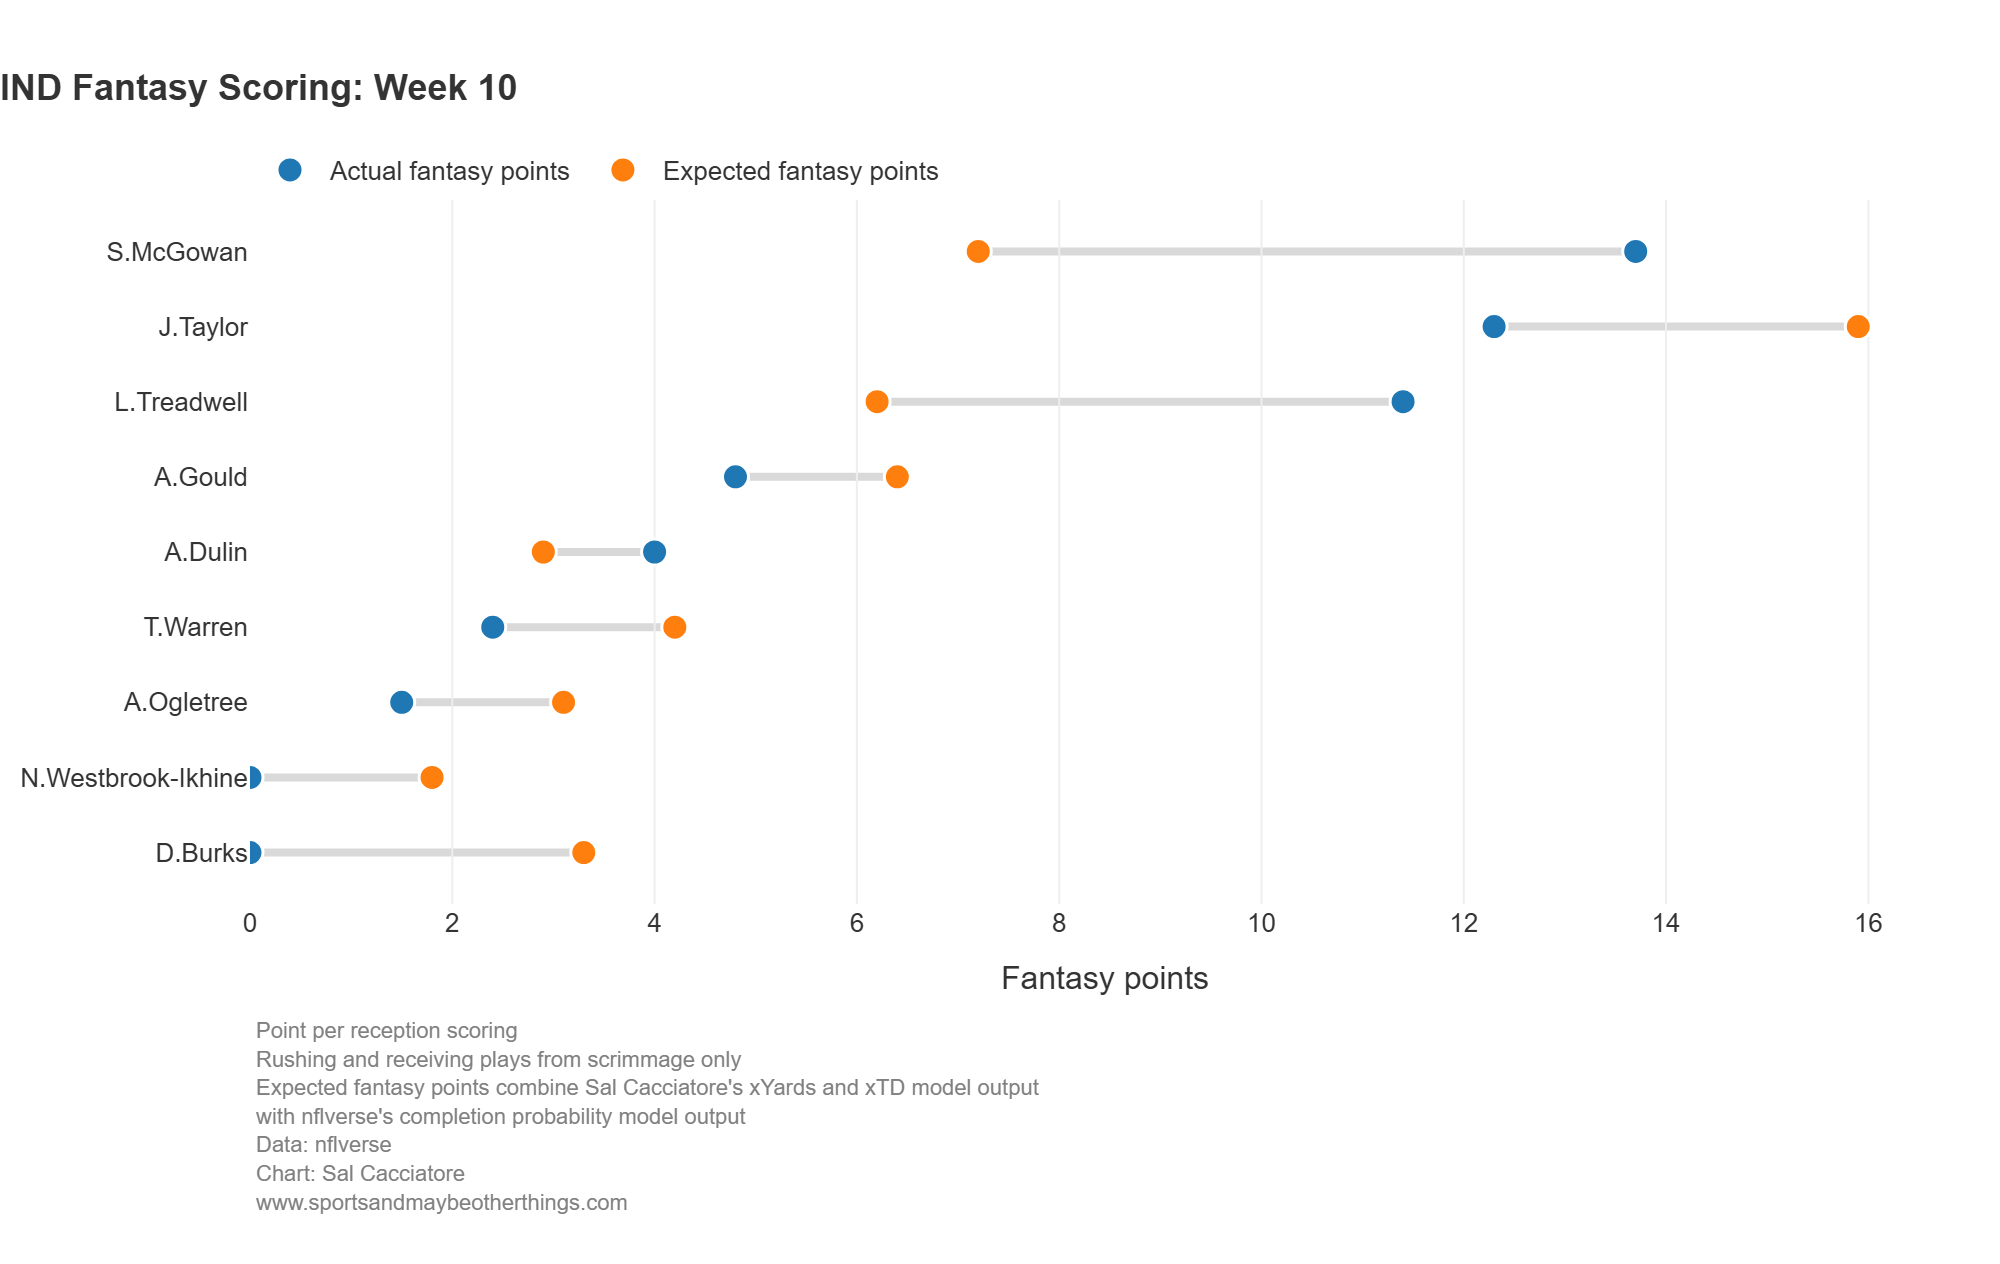 IND Fantasy Scoring: Week 10
Actual fantasy points
Expected fantasy points
S.McGowan
J.Taylor
L.Treadwell
A.Gould
A.Dulin
T.Warren
A.Ogletree
N.Westbrook-Ikhine
D.Burks
0 2 4 6 8 10 12 14 16
Fantasy points
Point per reception scoring
Rushing and receiving plays from scrimmage only
Expected fantasy points combine Sal Cacciatore's xYards and xTD model output
with nflverse's completion probability model output
Data: nflverse
Chart: Sal Cacciatore
www.sportsandmaybeotherthings.com